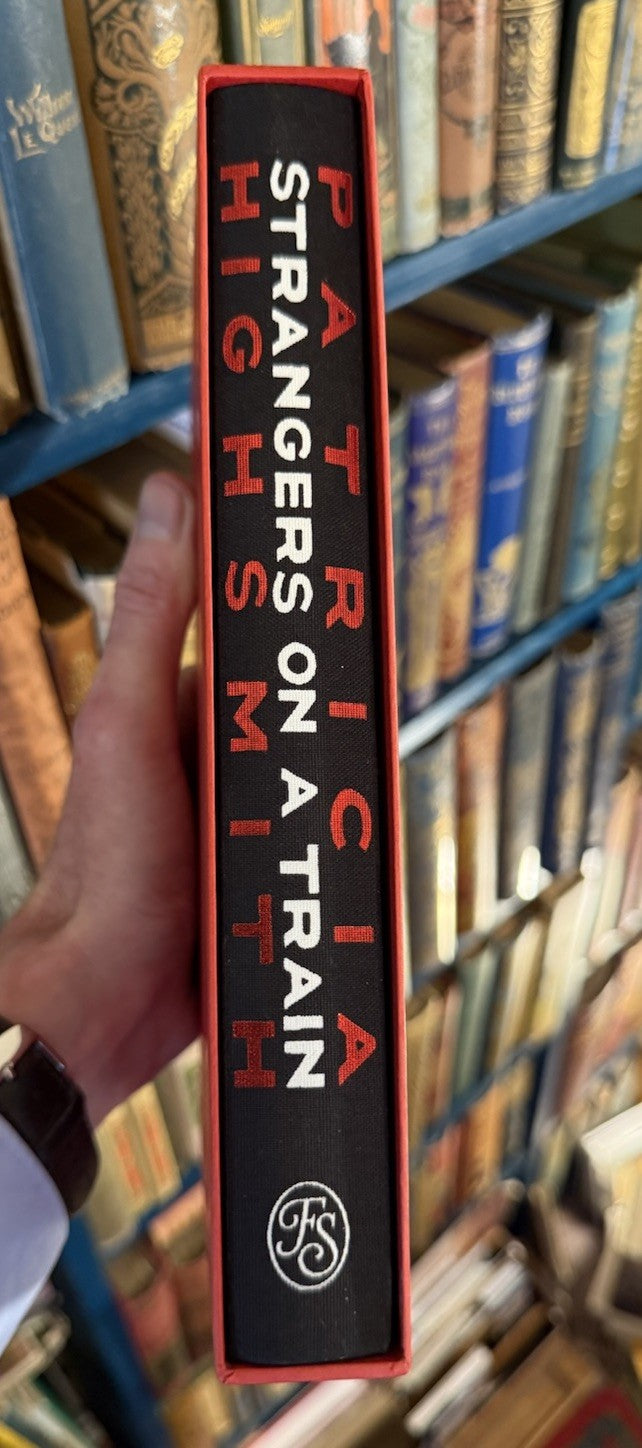 PATRICIA
STRANGERS ON A TRAIN
HIGHSMITH
FS
WILLIAM
LE QUEUX